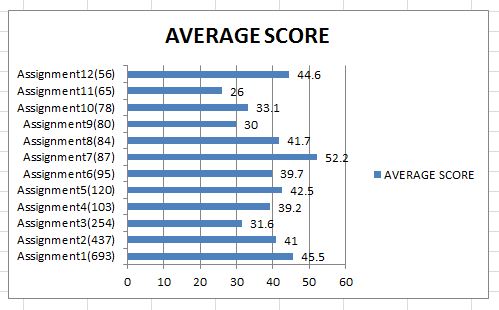 AVERAGE SCORE
Assignment12(56) 44.6
Assignment11(65) 26
Assignment10(78) 33.1
Assignment9(80) 30
Assignment8(84) 41.7
Assignment7(87) 52.2
Assignment6(95) 39.7
Assignment5(120) 42.5
Assignment4(103) 39.2
Assignment3(254) 31.6
Assignment2(437) 41
Assignment1(693) 45.5
0 10 20 30 40 50 60
AVERAGE SCORE